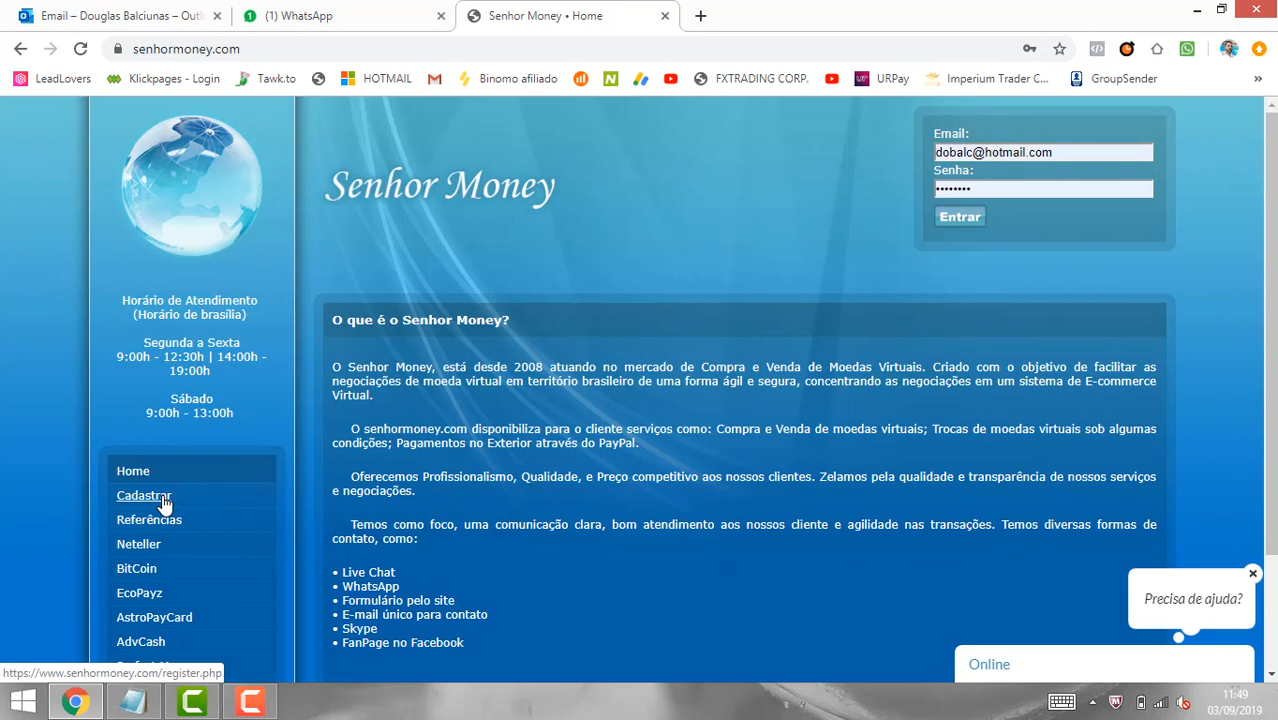 Email – Douglas Balciunas – Outl
(1) WhatsApp
Senhor Money • Home
senhormoney.com
LeadLovers
Klickpages - Login
Tawk.to
HOTMAIL
Binomo afiliado
FXTRADING CORP.
URPay
Imperium Trader C...
GroupSender
Senhor Money
Email:
dobalc@hotmail.com
Senha:
••••••••
Entrar
Horário de Atendimento
(Horário de brasília)
Segunda a Sexta
9:00h - 12:30h | 14:00h -
19:00h
Sábado
9:00h - 13:00h
Home
Cadastrar
Referências
Neteller
BitCoin
EcoPayz
AstroPayCard
AdvCash
O que é o Senhor Money?
O Senhor Money, está desde 2008 atuando no mercado de Compra e Venda de Moedas Virtuais. Criado com o objetivo de facilitar as
negociações de moeda virtual em território brasileiro de uma forma ágil e segura, concentrando as negociações em um sistema de E-commerce
Virtual.
O senhormoney.com disponibiliza para o cliente serviços como: Compra e Venda de moedas virtuais; Trocas de moedas virtuais sob algumas
condições; Pagamentos no Exterior através do PayPal.
Oferecemos Profissionalismo, Qualidade, e Preço competitivo aos nossos clientes. Zelamos pela qualidade e transparência de nossos serviços
e negociações.
Temos como foco, uma comunicação clara, bom atendimento aos nossos cliente e agilidade nas transações. Temos diversas formas de
contato, como:
• Live Chat
• WhatsApp
• Formulário pelo site
• E-mail único para contato
• Skype
• FanPage no Facebook
Precisa de ajuda?
Online
https://www.senhormoney.com/register.php
11:49
03/09/2019